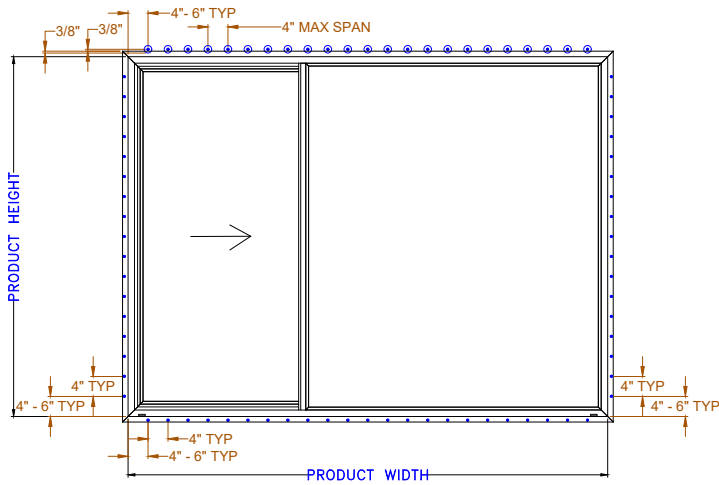 4"- 6" TYP
4" MAX SPAN
3/8"
3/8"
PRODUCT HEIGHT
4" TYP
4" - 6" TYP
4" TYP
4" - 6" TYP
4" TYP
4" - 6" TYP
PRODUCT WIDTH